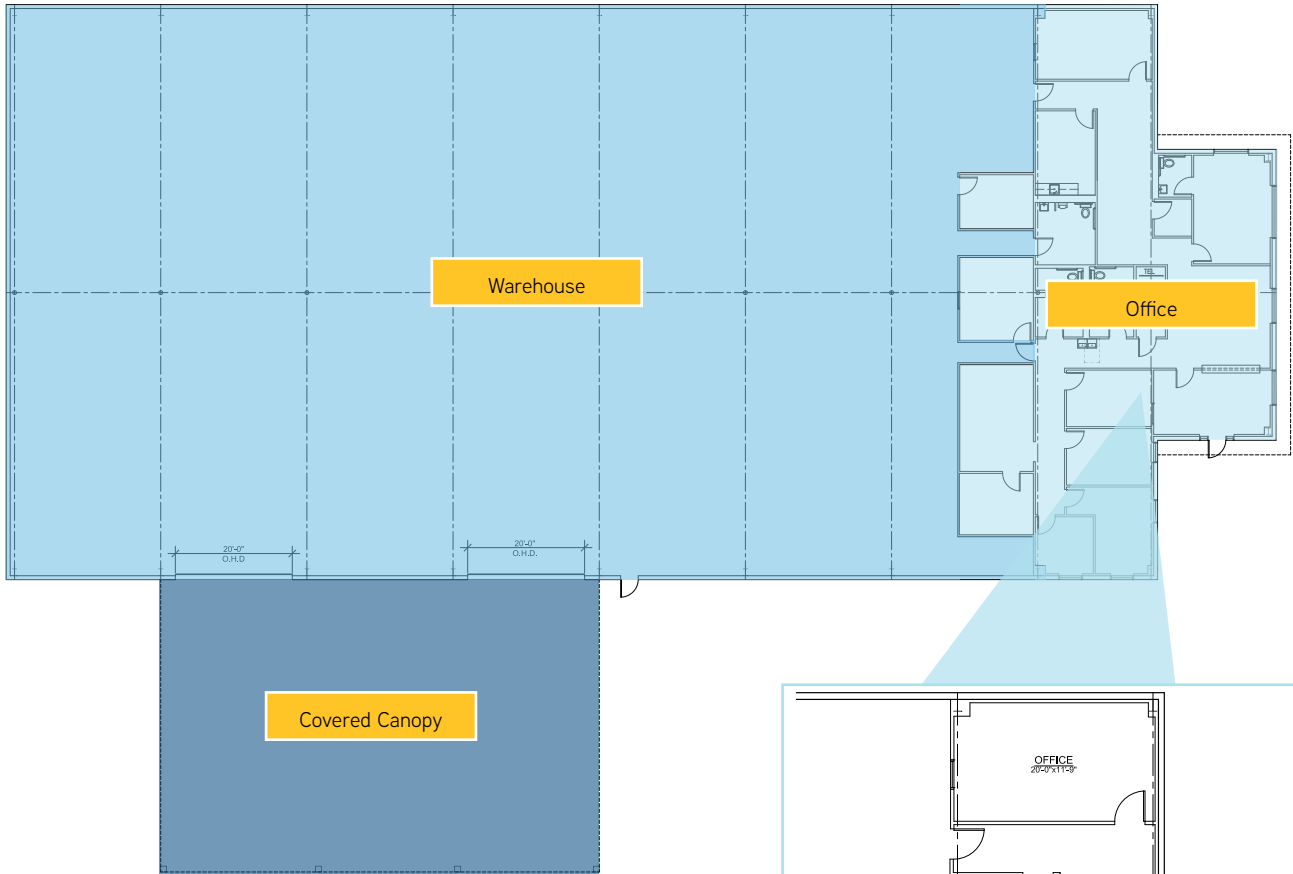 TEL
Warehouse
Office
20'-0"
O.H.D
20'-0"
O.H.D.
Covered Canopy
OFFICE
20'-0"x11'-9"